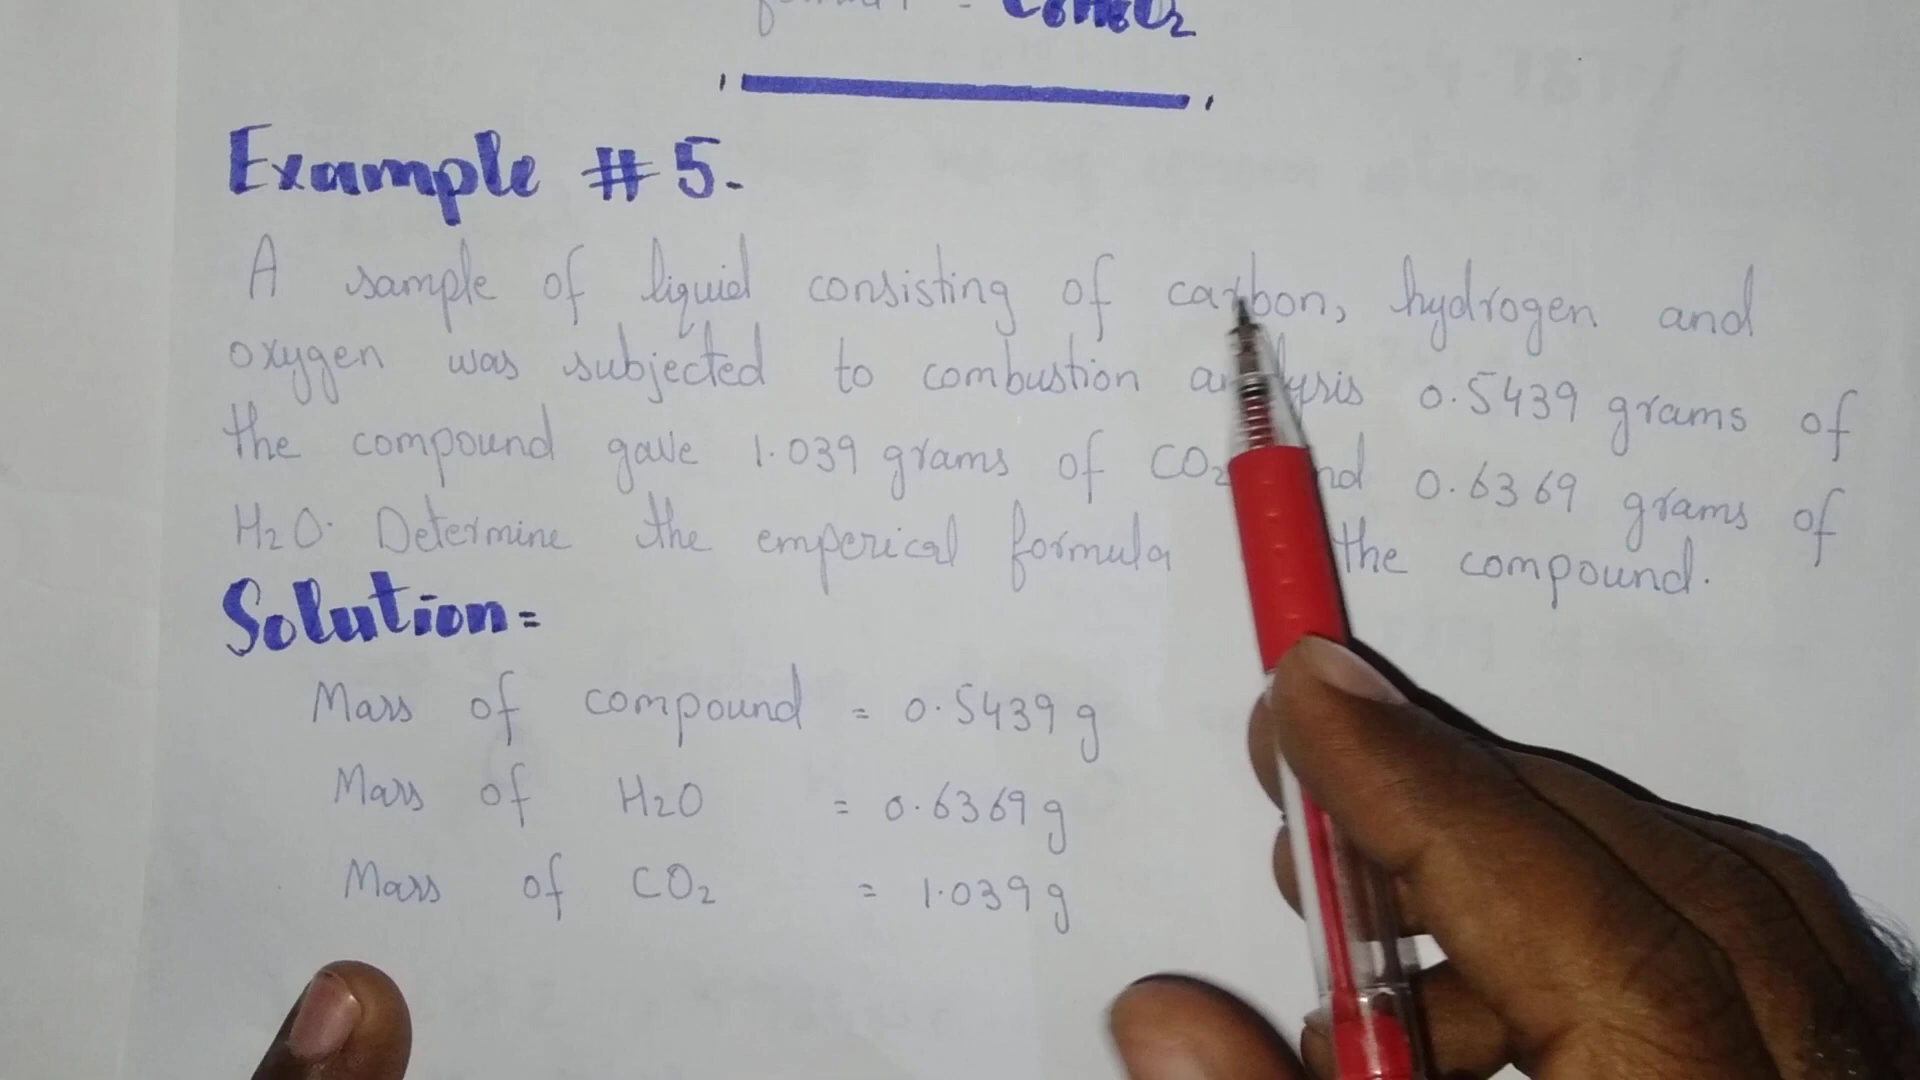 Example # 5.
A sample of liquid consisting of carbon, hydrogen and
oxygen was subjected to combustion analysis 0.5439 grams of
the compound gave 1.039 grams of CO2 0.6369 grams of
H2O. Determine the emperical formula the compound.
Solution=
Mass of compound = 0.5439 g
Mass of H2O = 0.6369 g
Mass of CO2 = 1.039 g